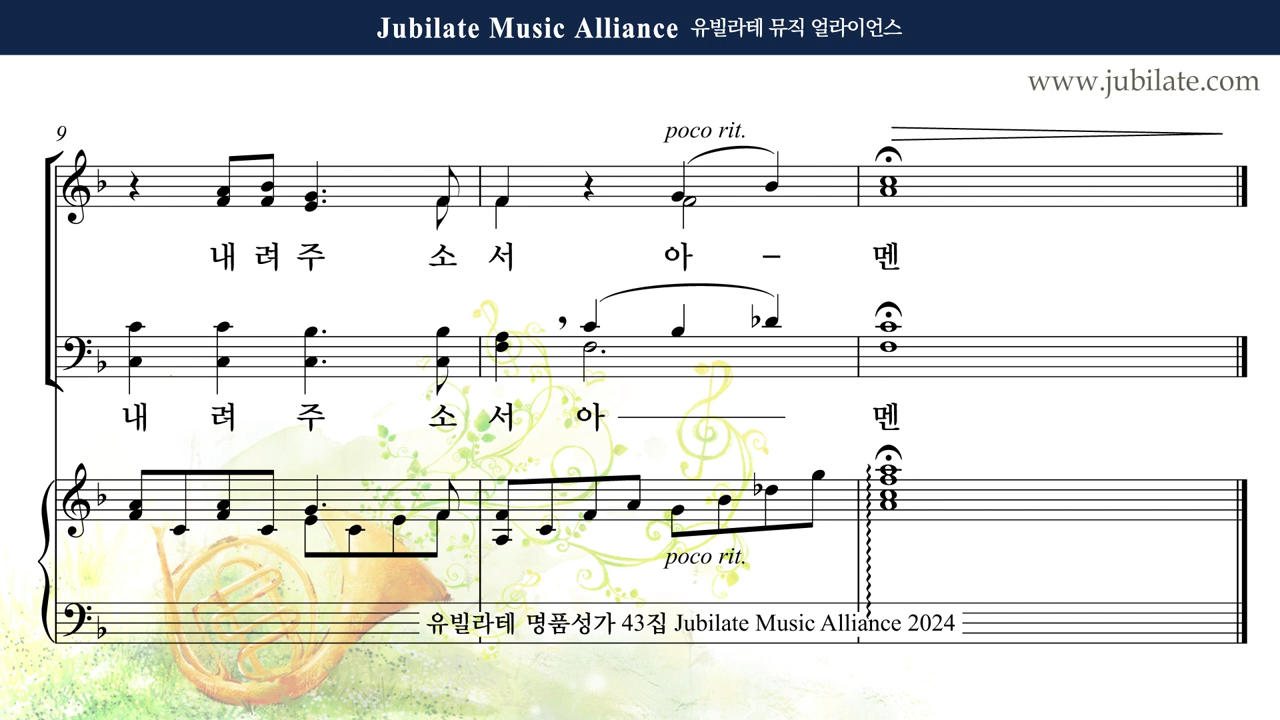 Jubilate Music Alliance 유빌라테 뮤직 얼라이언스
www.jubilate.com
9
poco rit.
내 려 주 소 서 아 – 멘
내 려 주 소 서 아 멘
poco rit.
유빌라테 명품성가 43집 Jubilate Music Alliance 2024